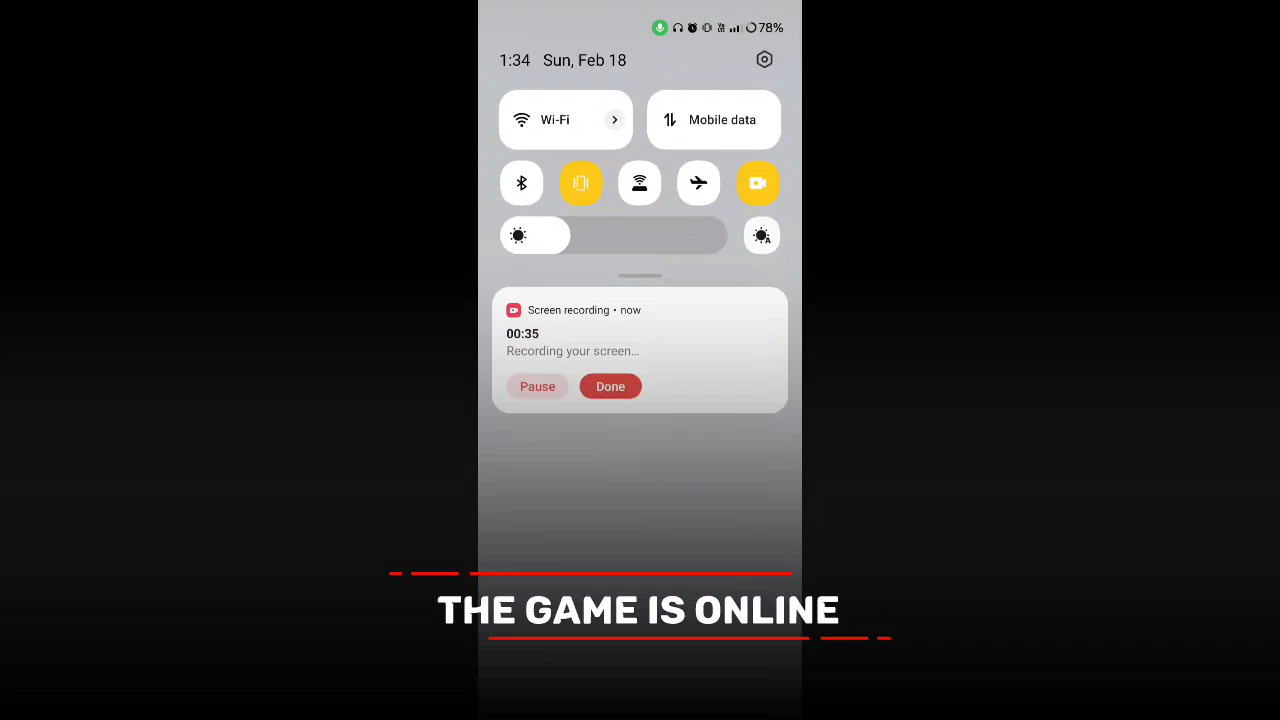 78%
1:34 Sun, Feb 18
Wi-Fi
Mobile data
Screen recording • now
00:35
Recording your screen...
Pause
Done
THE GAME IS ONLINE